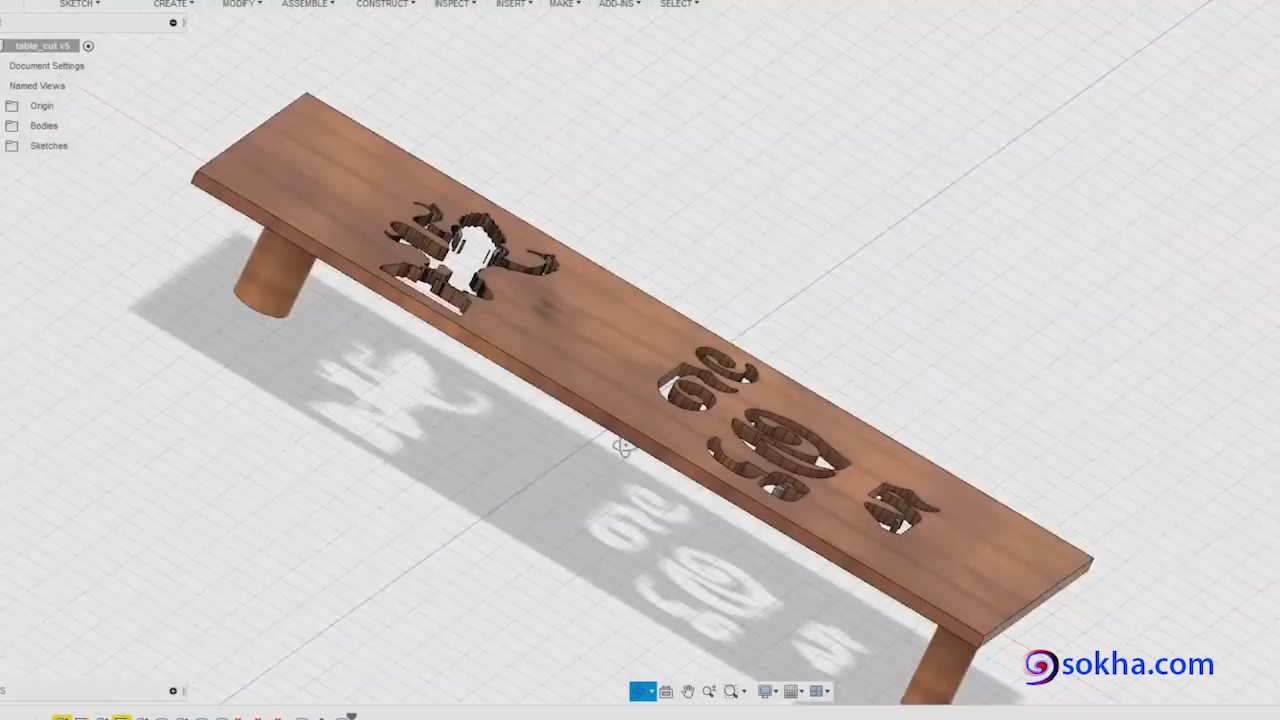 SKETCH CREATE MODIFY ASSEMBLE CONSTRUCT INSPECT INSERT MAKE ADD-INS SELECT
table_cut v5
Document Settings
Named Views
Origin
Bodies
Sketches
sokha.com